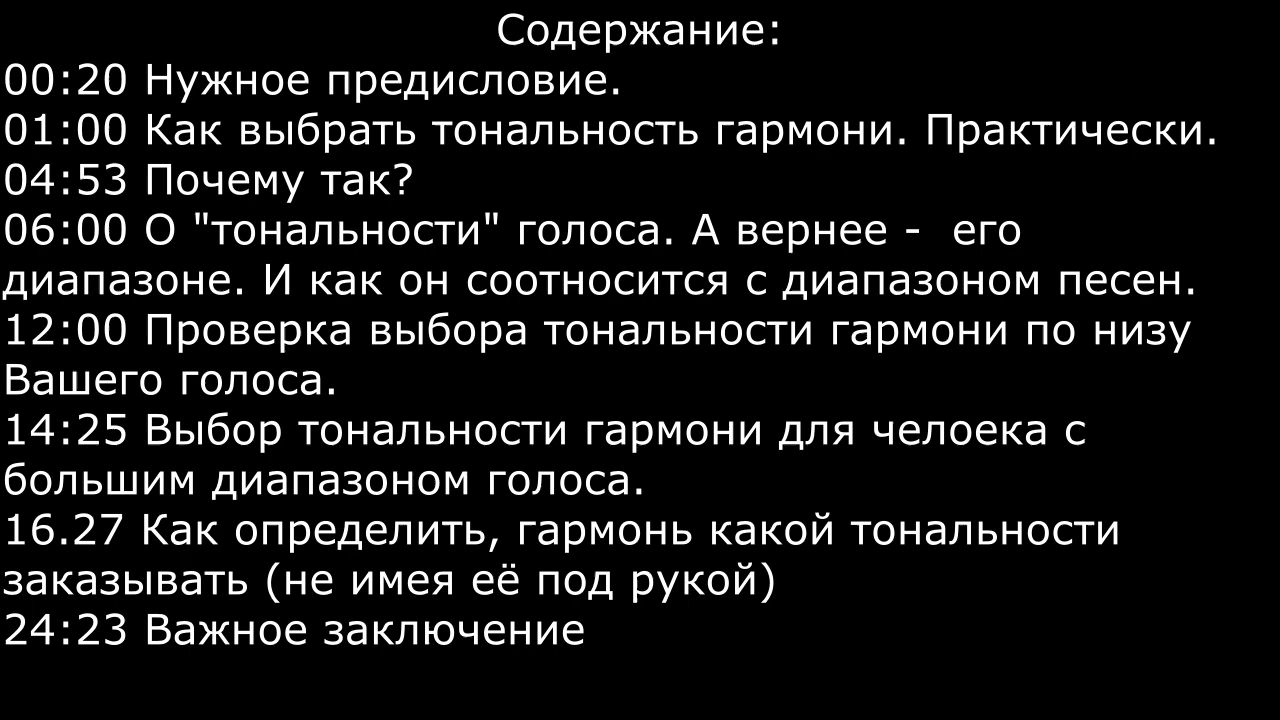 Содержание:
00:20 Нужное предисловие.
01:00 Как выбрать тональность гармони. Практически.
04:53 Почему так?
06:00 О "тональности" голоса. А вернее -  его
диапазоне. И как он соотносится с диапазоном песен.
12:00 Проверка выбора тональности гармони по низу
Вашего голоса.
14:25 Выбор тональности гармони для челоека с
большим диапазоном голоса.
16.27 Как определить, гармонь какой тональности
заказывать (не имея её под рукой)
24:23 Важное заключение